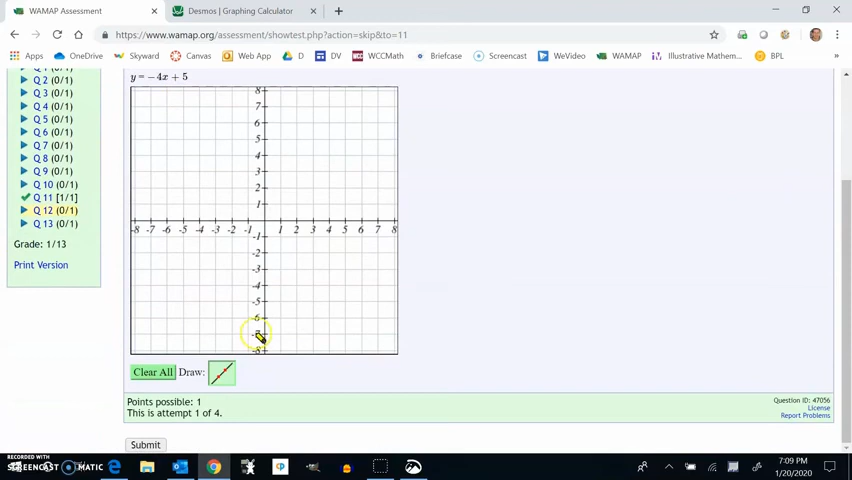 WAMAP Assessment
Desmos | Graphing Calculator
https://www.wamap.org/assessment/showtest.php?action=skip&to=11
Apps OneDrive Skyward Canvas Web App D DV WCCMath Briefcase Screencast WeVideo WAMAP Illustrative Mathem... BPL
Q 2 (0/1)
Q 3 (0/1)
Q 4 (0/1)
Q 5 (0/1)
Q 6 (0/1)
Q 7 (0/1)
Q 8 (0/1)
Q 9 (0/1)
Q 10 (0/1)
Q 11 [1/1]
Q 12 (0/1)
Q 13 (0/1)
Grade: 1/13
Print Version
y = −4x + 5
8
7
6
5
4
3
2
1
-8 -7 -6 -5 -4 -3 -2 -1 1 2 3 4 5 6 7 8
-1
-2
-3
-4
-5
-6
-7
-8
Clear All Draw:
Points possible: 1
This is attempt 1 of 4.
Question ID: 47056
License
Report Problems
Submit
RECORDED WITH
SCREENCAST MATIC
7:09 PM
1/20/2020